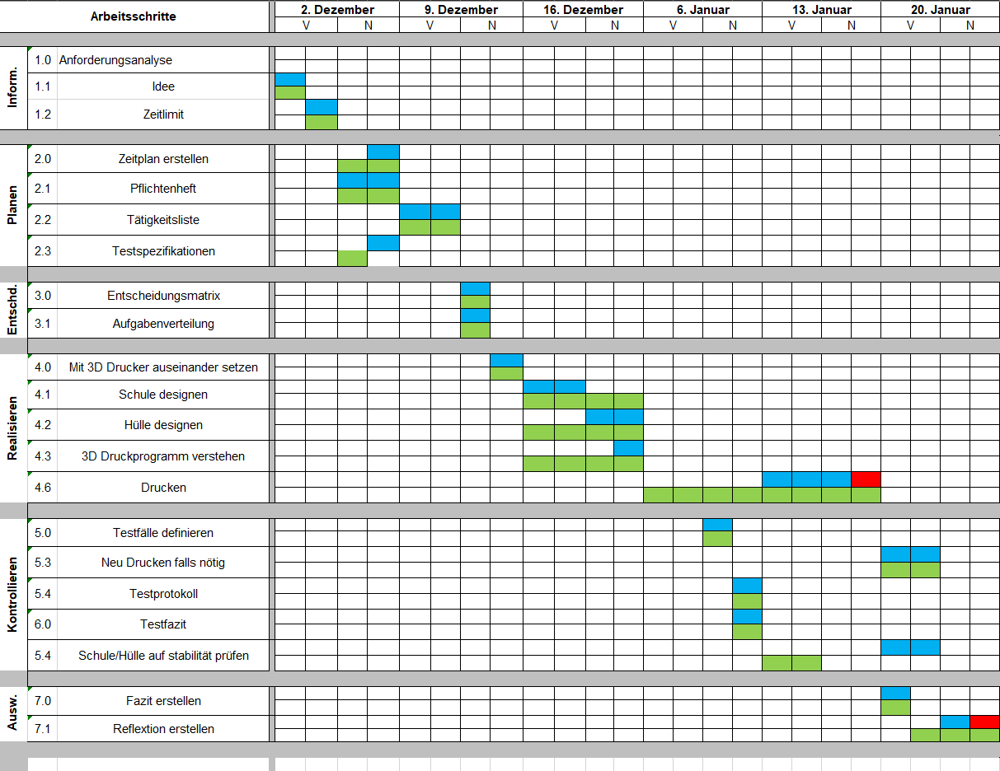 Arbeitsschritte
2. Dezember 9. Dezember 16. Dezember 6. Januar 13. Januar 20. Januar
V N V N V N V N V N V N
Inform.
1.0 Anforderungsanalyse
1.1 Idee
1.2 Zeitlimit
Planen
2.0 Zeitplan erstellen
2.1 Pflichtenheft
2.2 Tätigkeitsliste
2.3 Testspezifikationen
Entschd.
3.0 Entscheidungsmatrix
3.1 Aufgabenverteilung
Realisieren
4.0 Mit 3D Drucker auseinander setzen
4.1 Schule designen
4.2 Hülle designen
4.3 3D Druckprogramm verstehen
4.6 Drucken
Kontrollieren
5.0 Testfälle definieren
5.3 Neu Drucken falls nötig
5.4 Testprotokoll
6.0 Testfazit
5.4 Schule/Hülle auf stabilität prüfen
Ausw.
7.0 Fazit erstellen
7.1 Reflextion erstellen